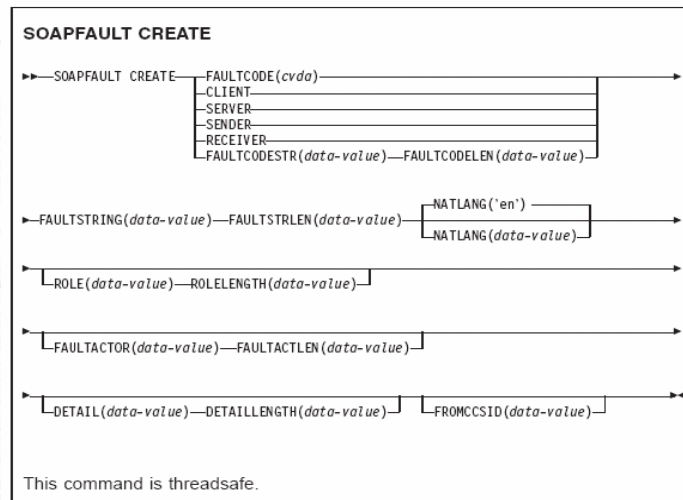 SOAPFAULT CREATE
SOAPFAULT CREATE FAULTCODE(cvda)
CLIENT
SERVER
SENDER
RECEIVER
FAULTCODESTR(data-value) FAULTCODELEN(data-value)
NATLANG('en')
FAULTSTRING(data-value) FAULTSTRLEN(data-value)
NATLANG(data-value)
ROLE(data-value) ROLELENGTH(data-value)
FAULTACTOR(data-value) FAULTACTLEN(data-value)
DETAIL(data-value) DETAILLENGTH(data-value) FROMCCSID(data-value)
This command is threadsafe.